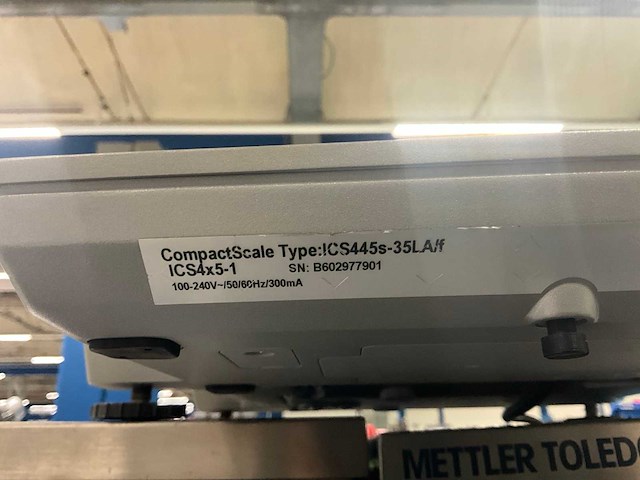 CompactScale Type:ICS445s-35LA/f
ICS4x5-1 SN: B602977901
100-240V~/50/60Hz/300mA
METTLER TOLEDO